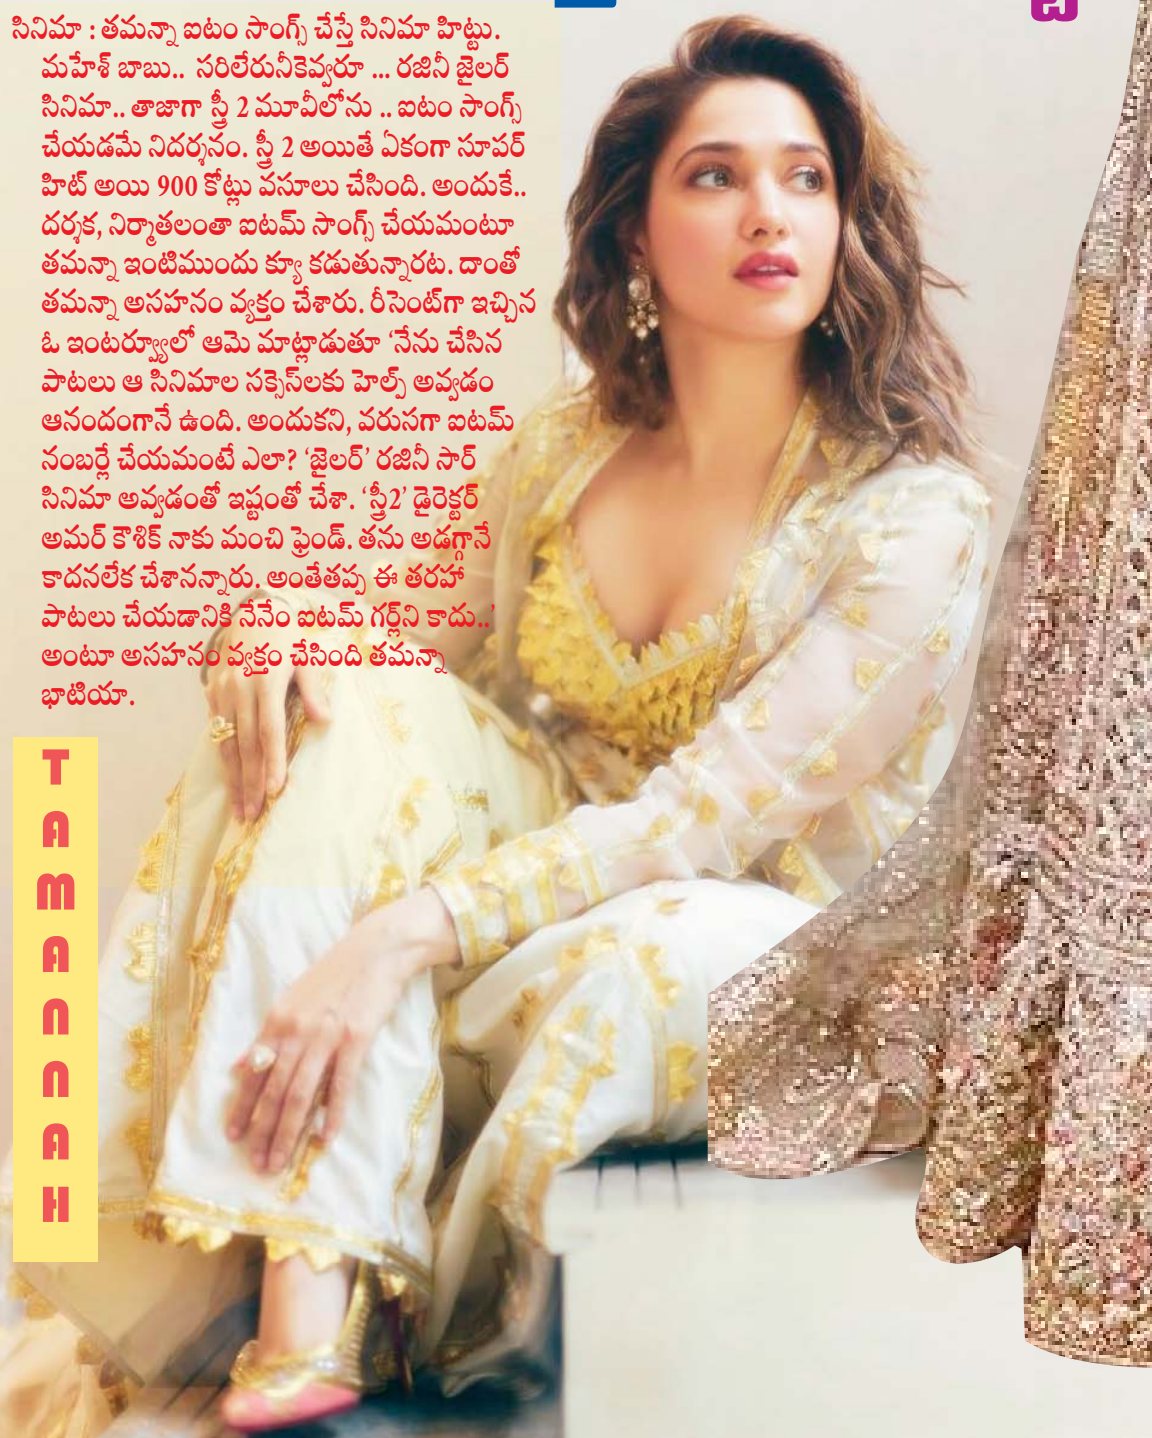 సినిమా : తమన్నా ఐటం సాంగ్స్ చేస్తే సినిమా హిట్టు.
మహేశ్ బాబు.. సరిలేరునీకెవ్వరూ ... రజినీ జైలర్
సినిమా.. తాజాగా స్త్రీ 2 మూవీలోను .. ఐటం సాంగ్స్
చేయడమే నిదర్శనం. స్త్రీ 2 అయితే ఏకంగా సూపర్
హిట్ అయి 900 కోట్లు వసూలు చేసింది. అందుకే..
దర్శక, నిర్మాతలంతా ఐటమ్ సాంగ్స్ చేయమంటూ
తమన్నా ఇంటిముందు క్యూ కడుతున్నారట. దాంతో
తమన్నా అసహనం వ్యక్తం చేశారు. రీసెంట్‌గా ఇచ్చిన
ఓ ఇంటర్వ్యూలో ఆమె మాట్లాడుతూ ‘నేను చేసిన
పాటలు ఆ సినిమాల సక్సెస్‌లకు హెల్ప్ అవ్వడం
ఆనందంగానే ఉంది. అందుకని, వరుసగా ఐటమ్
నంబర్లే చేయమంటే ఎలా? ‘జైలర్’ రజినీ సార్
సినిమా అవ్వడంతో ఇష్టంతో చేశా. ‘స్త్రీ2’ డైరెక్టర్
అమర్ కౌశిక్ నాకు మంచి ఫ్రెండ్. తను అడగ్గానే
కాదనలేక చేశానన్నారు. అంతేతప్ప ఈ తరహా
పాటలు చేయడానికి నేనేం ఐటమ్ గర్ల్‌ని కాదు..’
అంటూ అసహనం వ్యక్తం చేసింది తమన్నా
భాటియా.
TAMANNAH